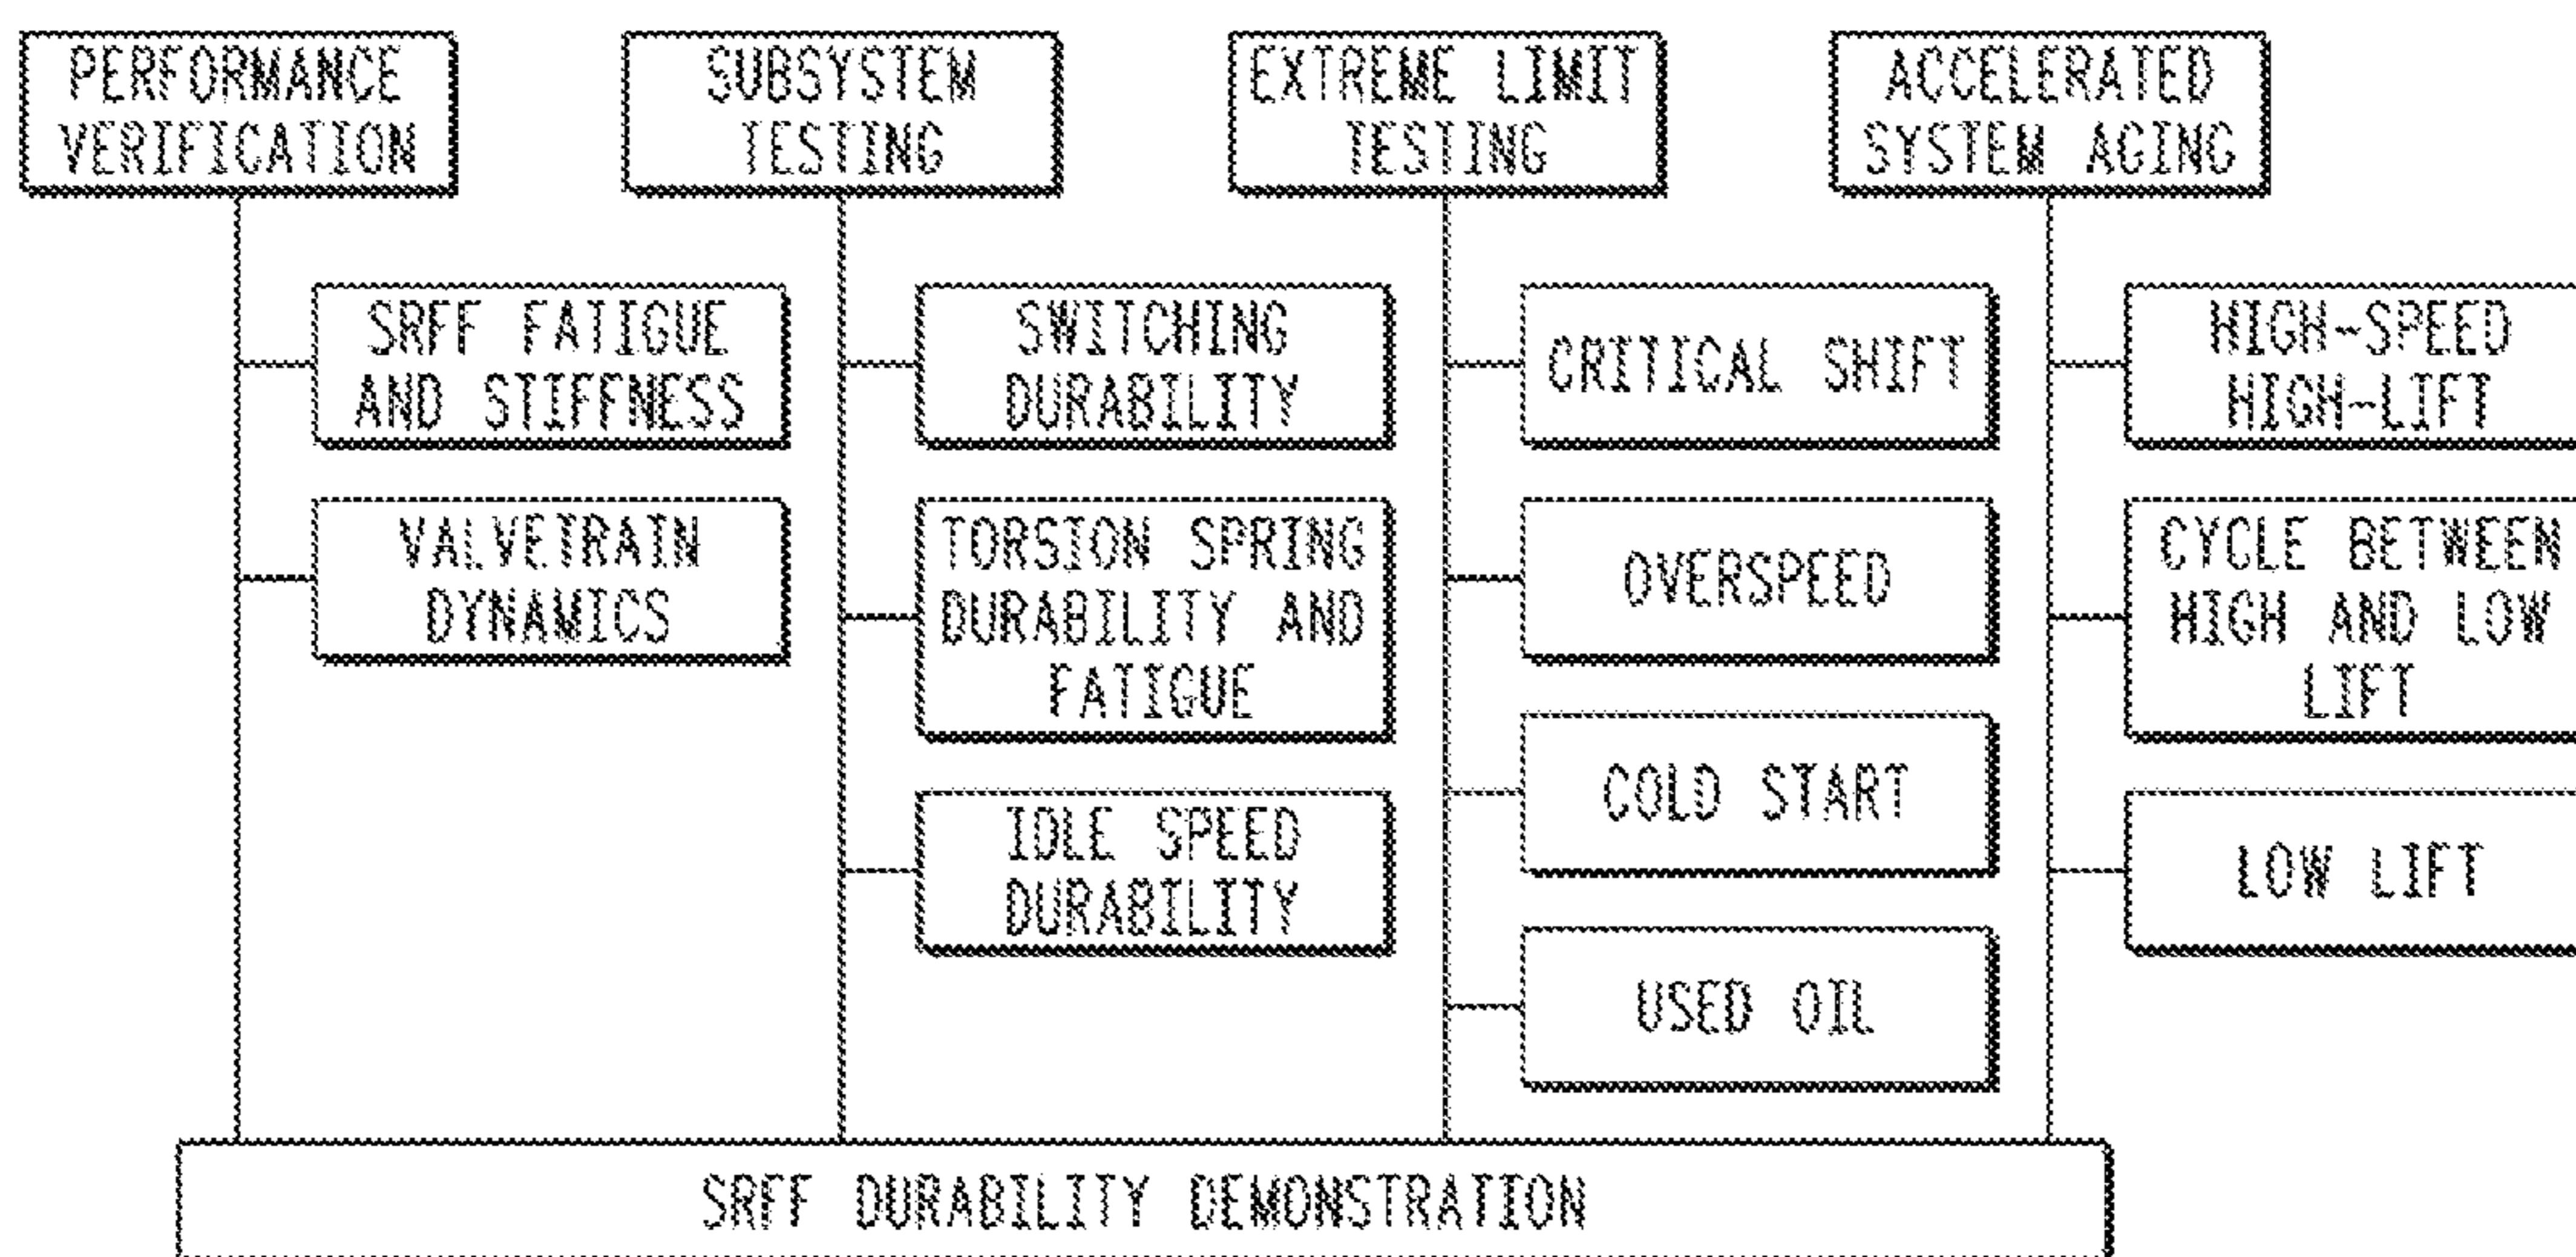 PERFORMANCE
VERIFICATION
SUBSYSTEM
TESTING
EXTREME LIMIT
TESTING
ACCELERATED
SYSTEM AGING
SRFF FATIGUE
AND STIFFNESS
VALVETRAIN
DYNAMICS
SWITCHING
DURABILITY
TORSION SPRING
DURABILITY AND
FATIGUE
IDLE SPEED
DURABILITY
CRITICAL SHIFT
OVERSPEED
COLD START
USED OIL
HIGH-SPEED
HIGH-LIFT
CYCLE BETWEEN
HIGH AND LOW
LIFT
LOW LIFT
SRFF DURABILITY DEMONSTRATION